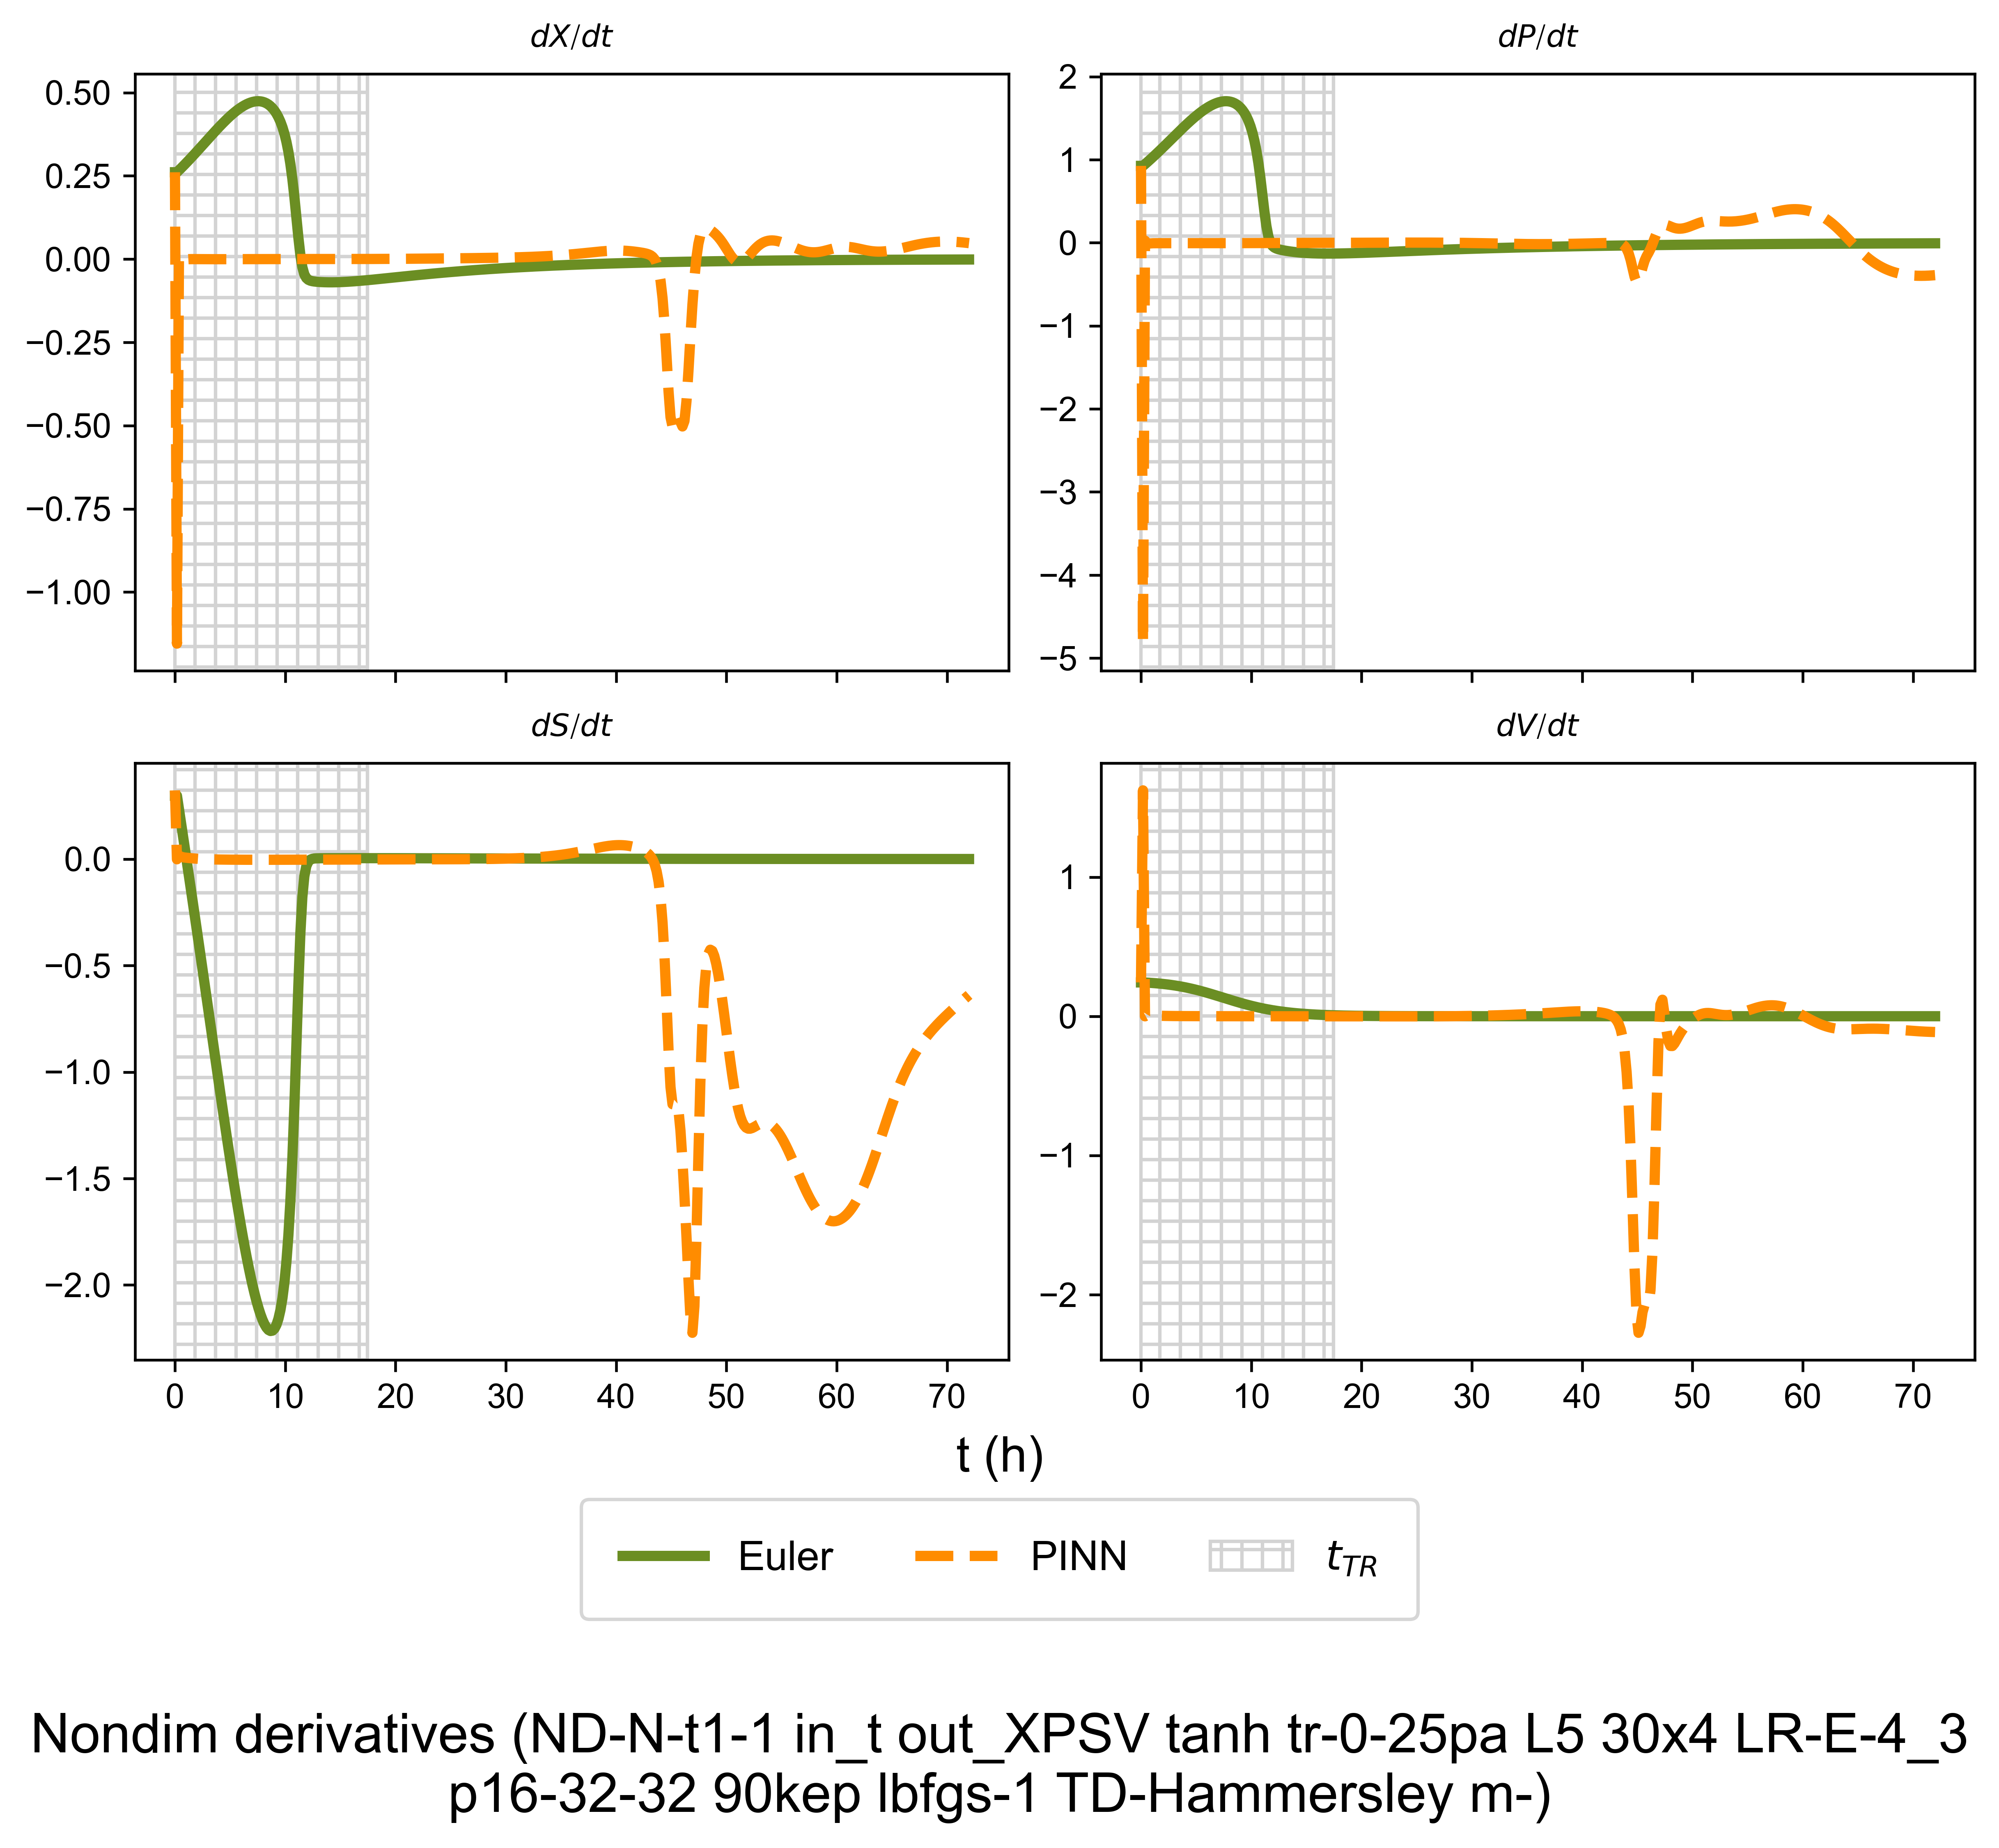 dX/dt
dP/dt
0.50
0.25
0.00
−0.25
−0.50
−0.75
−1.00
2
1
0
−1
−2
−3
−4
−5
dS/dt
dV/dt
0.0
−0.5
−1.0
−1.5
−2.0
1
0
−1
−2
0 10 20 30 40 50 60 70
0 10 20 30 40 50 60 70
t (h)
Euler PINN t_TR
Nondim derivatives (ND-N-t1-1 in_t out_XPSV tanh tr-0-25pa L5 30x4 LR-E-4_3
p16-32-32 90kep lbfgs-1 TD-Hammersley m-)